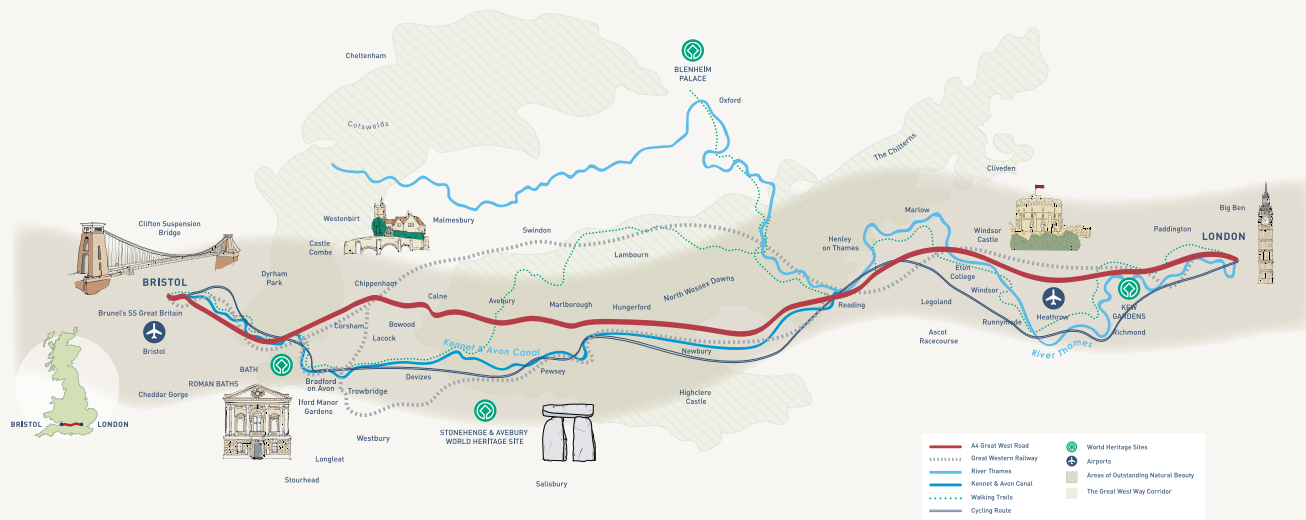 Cheltenham
BLENHEIM
PALACE
Oxford
Cotswolds
The Chilterns
Cliveden
Clifton Suspension
Bridge
Westonbirt
Malmesbury
Swindon
Marlow
Big Ben
Paddington
LONDON
Castle
Combe
Henley
on Thames
Windsor
Castle
Lambourn
Dyrham
Park
BRISTOL
Chippenham
Calne
Avebury
Marlborough
Hungerford
North Wessex Downs
Reading
Eton
College
Windsor
Legoland
Runnymede
Heathrow
KEW
GARDENS
Richmond
River Thames
Ascot
Racecourse
Brunel's SS Great Britain
Bristol
Corsham
Bowood
Lacock
Kennet & Avon Canal
Newbury
Pewsey
BATH
ROMAN BATHS
Bradford
on Avon
Trowbridge
Devizes
Cheddar Gorge
Iford Manor
Gardens
Highclere
Castle
BRISTOL
LONDON
Westbury
STONEHENGE & AVEBURY
WORLD HERITAGE SITE
Longleat
Stourhead
Salisbury
A4 Great West Road
Great Western Railway
River Thames
Kennet & Avon Canal
Walking Trails
Cycling Route
World Heritage Sites
Airports
Areas of Outstanding Natural Beauty
The Great West Way Corridor